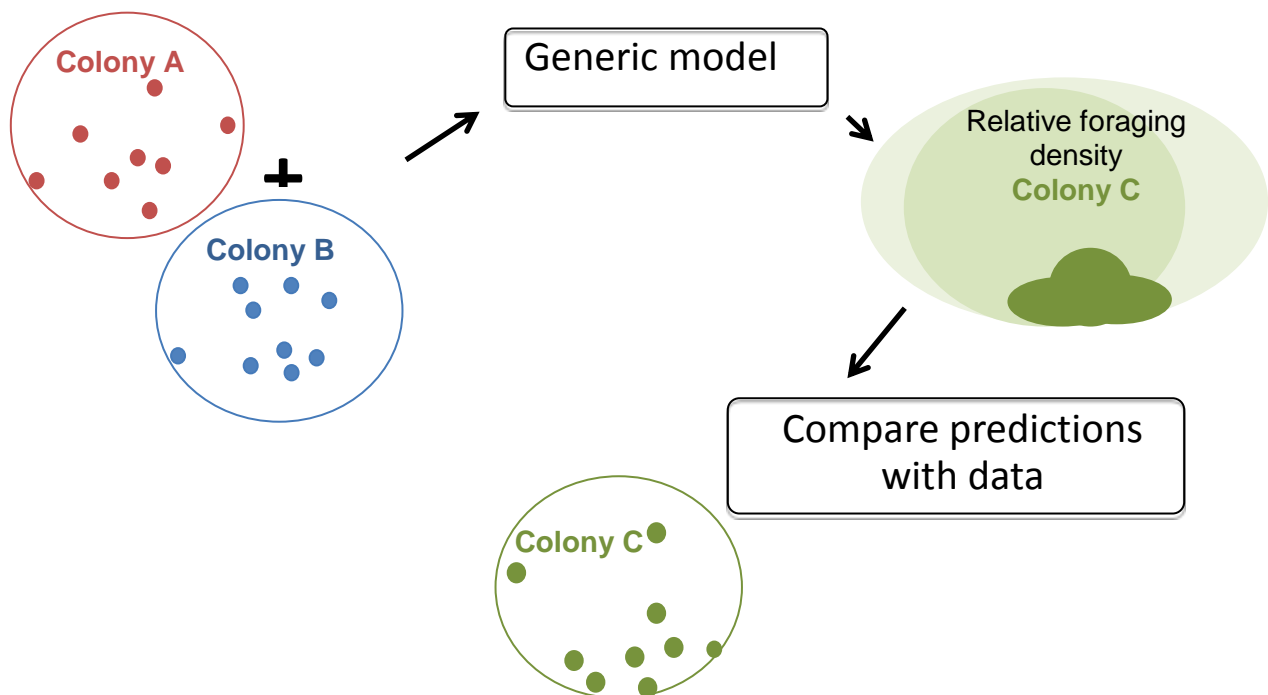 Colony A
+
Colony B
Generic model
Relative foraging
density
Colony C
Compare predictions
with data
Colony C